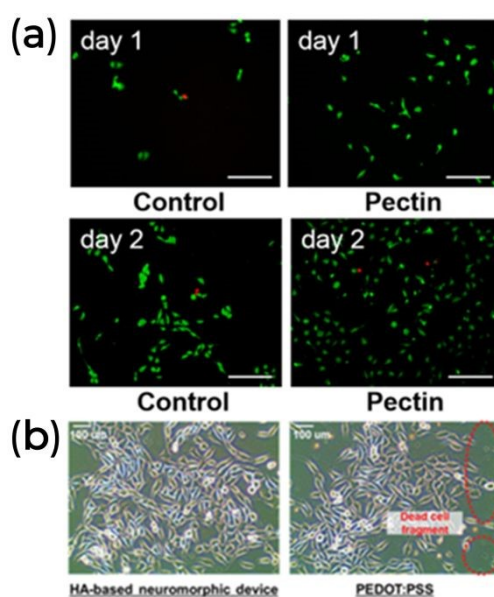 (a)
day 1
day 1
Control
Pectin
day 2
day 2
Control
Pectin
(b)
100 um
100 um
Dead cell
fragment
HA-based neuromorphic device
PEDOT:PSS